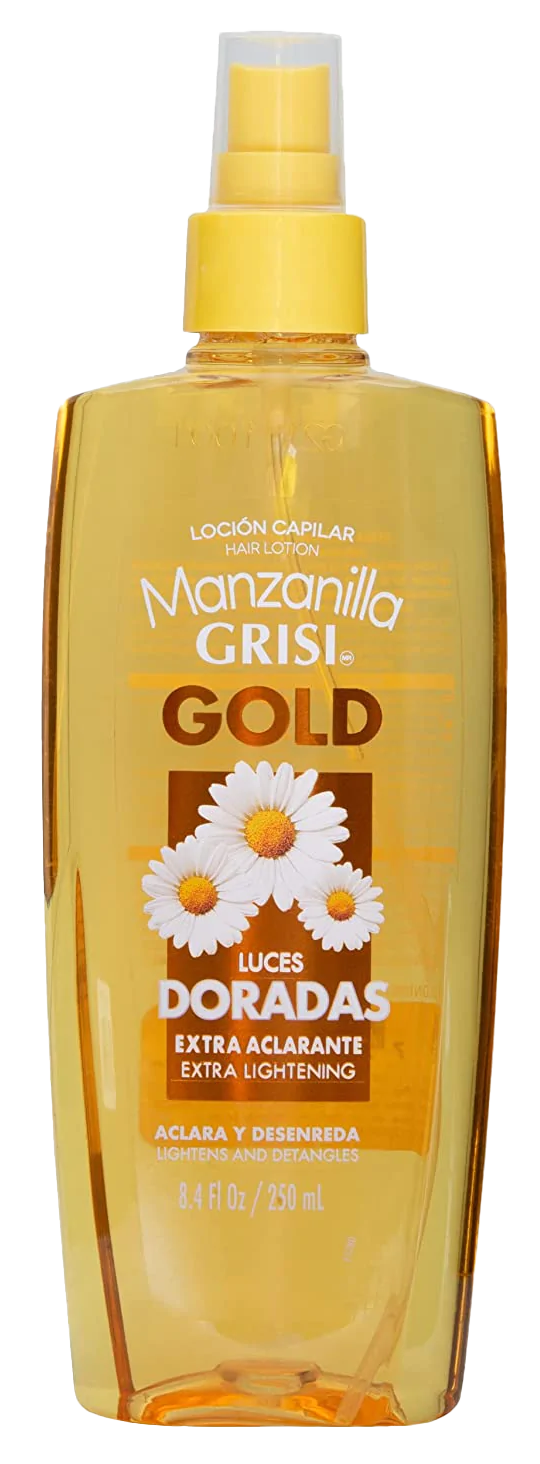 LOCIÓN CAPILAR
HAIR LOTION
Manzanilla
GRISI MR
GOLD
LUCES
DORADAS
EXTRA ACLARANTE
EXTRA LIGHTENING
ACLARA Y DESENREDA
LIGHTENS AND DETANGLES
8.4 Fl Oz / 250 mL